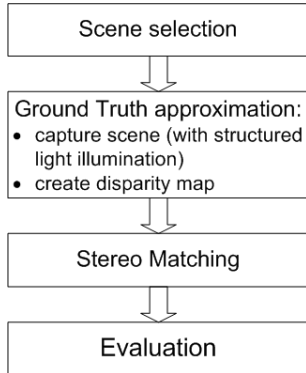 Scene selection
Ground Truth approximation:
• capture scene (with structured
light illumination)
• create disparity map
Stereo Matching
Evaluation